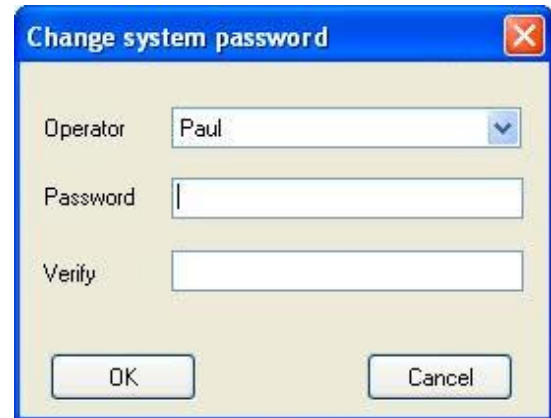 Change system password
Operator Paul
Password
Verify
OK Cancel